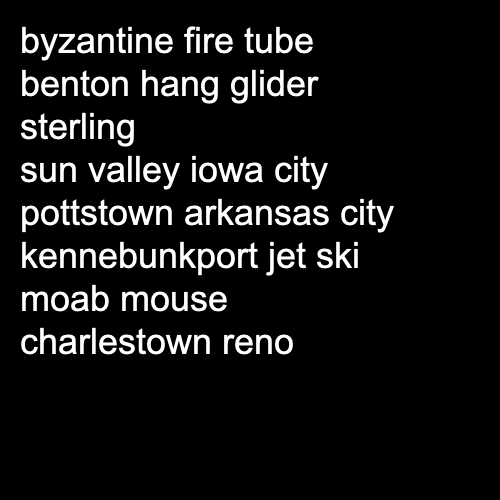 byzantine fire tube
benton hang glider
sterling
sun valley iowa city
pottstown arkansas city
kennebunkport jet ski
moab mouse
charlestown reno